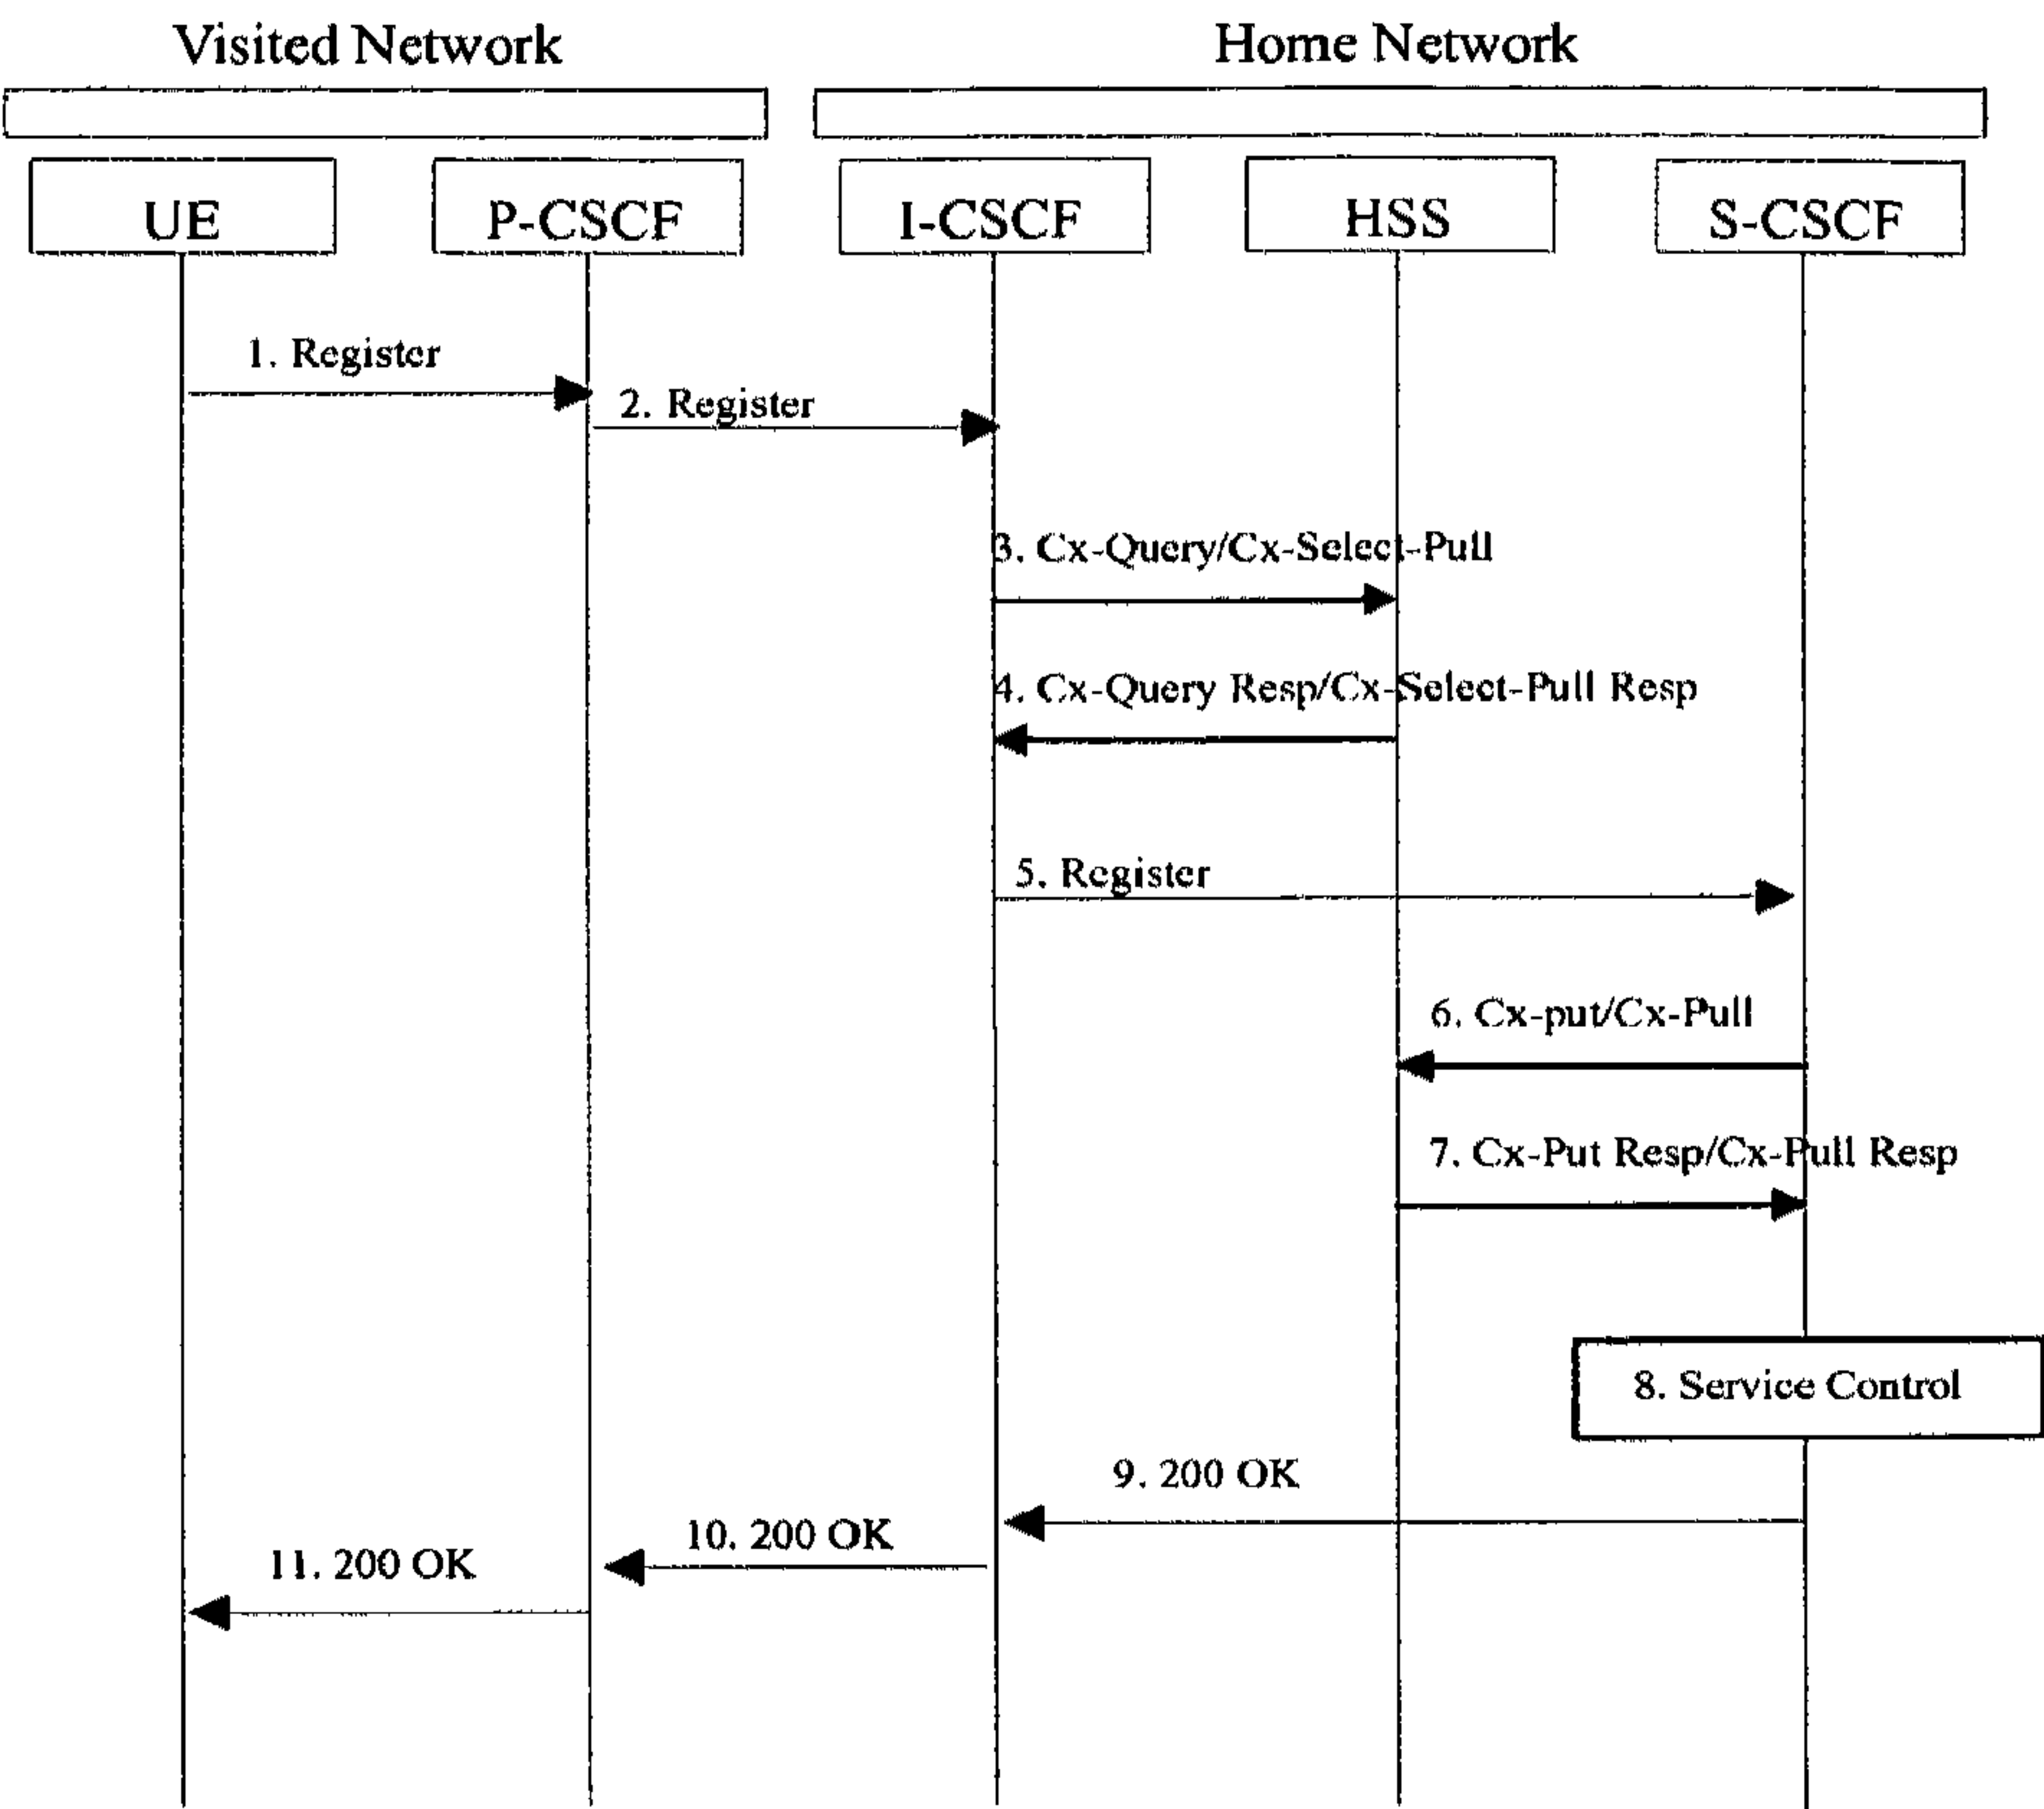 Visited Network
Home Network
UE
P-CSCF
I-CSCF
HSS
S-CSCF
1. Register
2. Register
3. Cx-Query/Cx-Select-Pull
4. Cx-Query Resp/Cx-Select-Pull Resp
5. Register
6. Cx-put/Cx-Pull
7. Cx-Put Resp/Cx-Pull Resp
8. Service Control
9. 200 OK
10. 200 OK
11. 200 OK